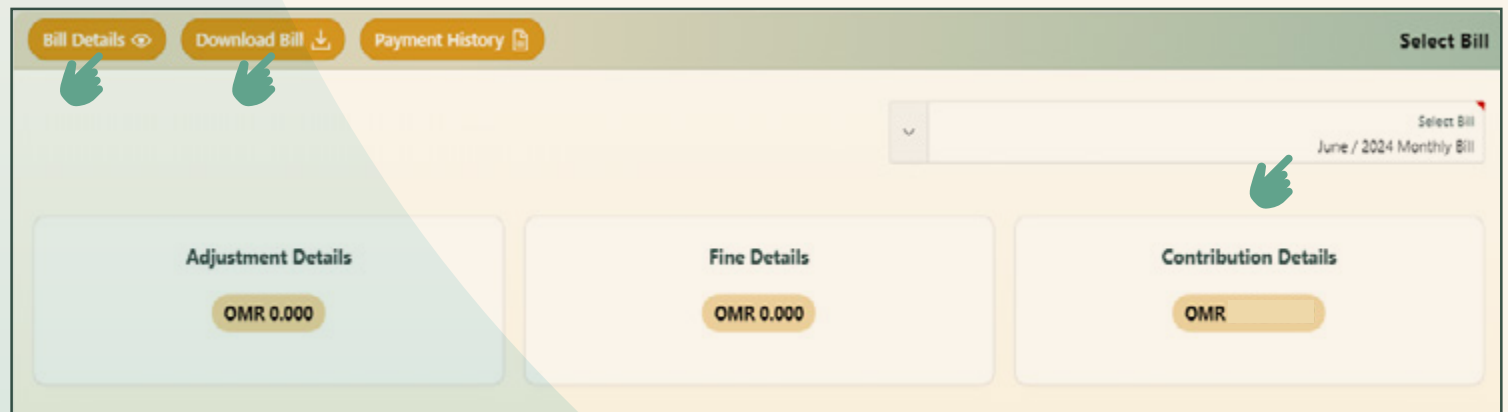 Bill Details
Download Bill
Payment History
Select Bill
Select Bill
June / 2024 Monthly Bill
Adjustment Details
Fine Details
Contribution Details
OMR 0.000
OMR 0.000
OMR